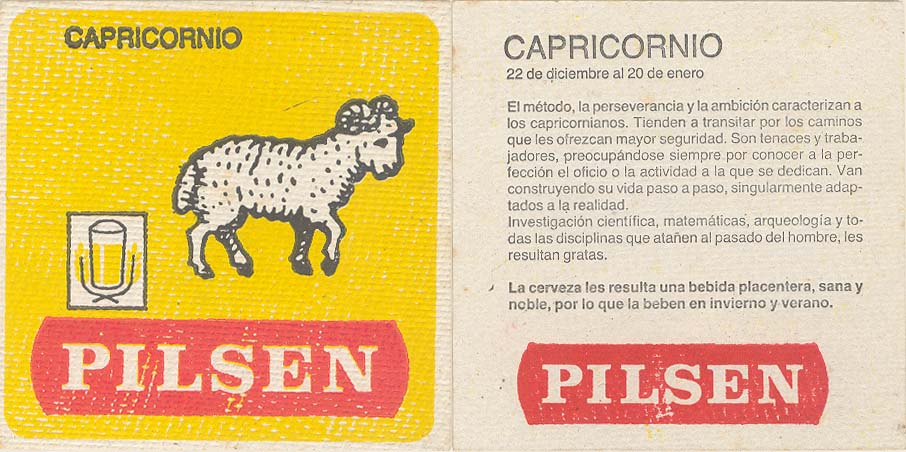 CAPRICORNIO
PILSEN
CAPRICORNIO
22 de diciembre al 20 de enero
El método, la perseverancia y la ambición caracterizan a
los capricornianos. Tienden a transitar por los caminos
que les ofrezcan mayor seguridad. Son tenaces y traba-
jadores, preocupándose siempre por conocer a la per-
fección el oficio o la actividad a la que se dedican. Van
construyendo su vida paso a paso, singularmente adap-
tados a la realidad.
Investigación científica, matemáticas, arqueología y to-
das las disciplinas que atañen al pasado del hombre, les
resultan gratas.
La cerveza les resulta una bebida placentera, sana y
noble, por lo que la beben en invierno y verano.
PILSEN